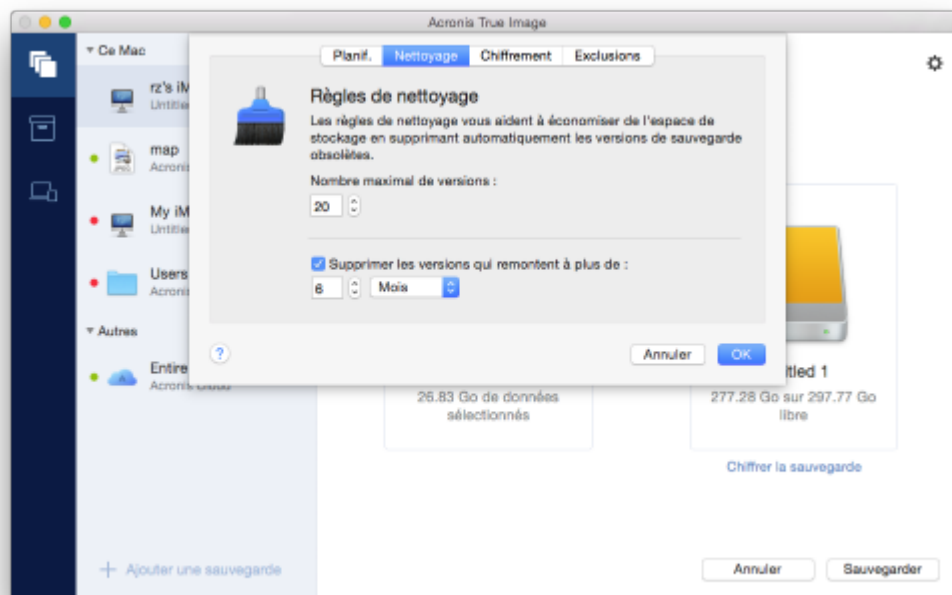 Acronis True Image
Ce Mac
rz's iM
Untitle
map
Acronis
My iM
Untitle
Users
Acronis
Autres
Entire
Acronis Cloud
Ajouter une sauvegarde
Planif.
Nettoyage
Chiffrement
Exclusions
Règles de nettoyage
Les règles de nettoyage vous aident à économiser de l'espace de
stockage en supprimant automatiquement les versions de sauvegarde
obsolètes.
Nombre maximal de versions :
20
Supprimer les versions qui remontent à plus de :
6
Mois
?
Annuler
OK
26.83 Go de données
sélectionnés
itled 1
277.28 Go sur 297.77 Go
libre
Chiffrer la sauvegarde
Annuler
Sauvegarder